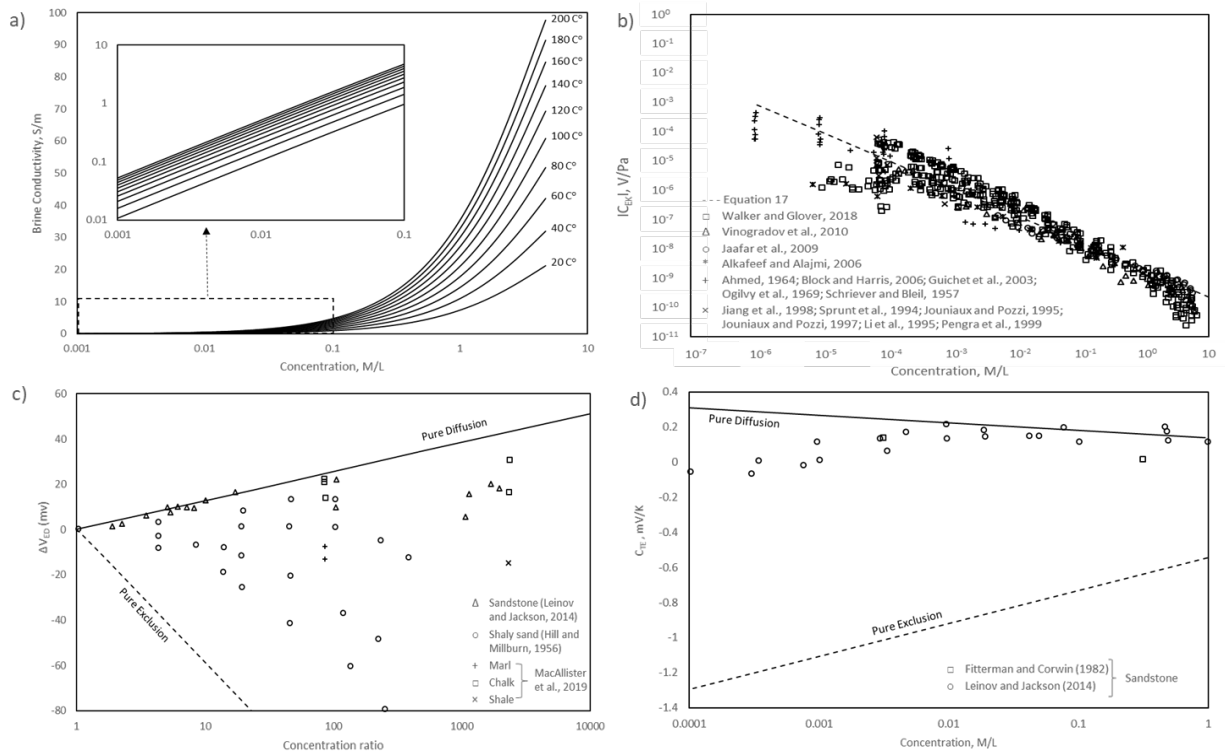 a)
100
90
80
70
60
50
40
30
20
10
0
Brine Conductivity, S/m
10
1
0.1
0.01
0.001
0.01
0.1
200 C°
180 C°
160 C°
140 C°
120 C°
100 C°
80 C°
60 C°
40 C°
20 C°
0.001
0.01
0.1
1
10
Concentration, M/L
b)
10⁰
10⁻¹
10⁻²
10⁻³
10⁻⁴
10⁻⁵
10⁻⁶
10⁻⁷
10⁻⁸
10⁻⁹
10⁻¹⁰
10⁻¹¹
|C_EK|, V/Pa
Equation 17
Walker and Glover, 2018
Vinogradov et al., 2010
Jaafar et al., 2009
Alkafeef and Alajmi, 2006
Ahmed, 1964; Block and Harris, 2006; Guichet et al., 2003;
Ogilvy et al., 1969; Schriever and Bleil, 1957
Jiang et al., 1998; Sprunt et al., 1994; Jouniaux and Pozzi, 1995;
Jouniaux and Pozzi, 1997; Li et al., 1995; Pengra et al., 1999
10⁻⁷
10⁻⁶
10⁻⁵
10⁻⁴
10⁻³
10⁻²
10⁻¹
10⁰
10
Concentration, M/L
c)
60
40
20
0
-20
-40
-60
-80
ΔV_ED (mv)
Pure Diffusion
Pure Exclusion
Sandstone (Leinov
and Jackson, 2014)
Shaly sand (Hill and
Millburn, 1956)
Marl
Chalk
Shale
MacAllister
et al., 2019
1
10
100
1000
10000
Concentration ratio
d)
0.4
0.2
0
-0.2
-0.4
-0.6
-0.8
-1
-1.2
-1.4
C_TE, mV/K
Pure Diffusion
Pure Exclusion
Fitterman and Corwin (1982)
Leinov and Jackson (2014)
Sandstone
0.0001
0.001
0.01
0.1
1
Concentration, M/L